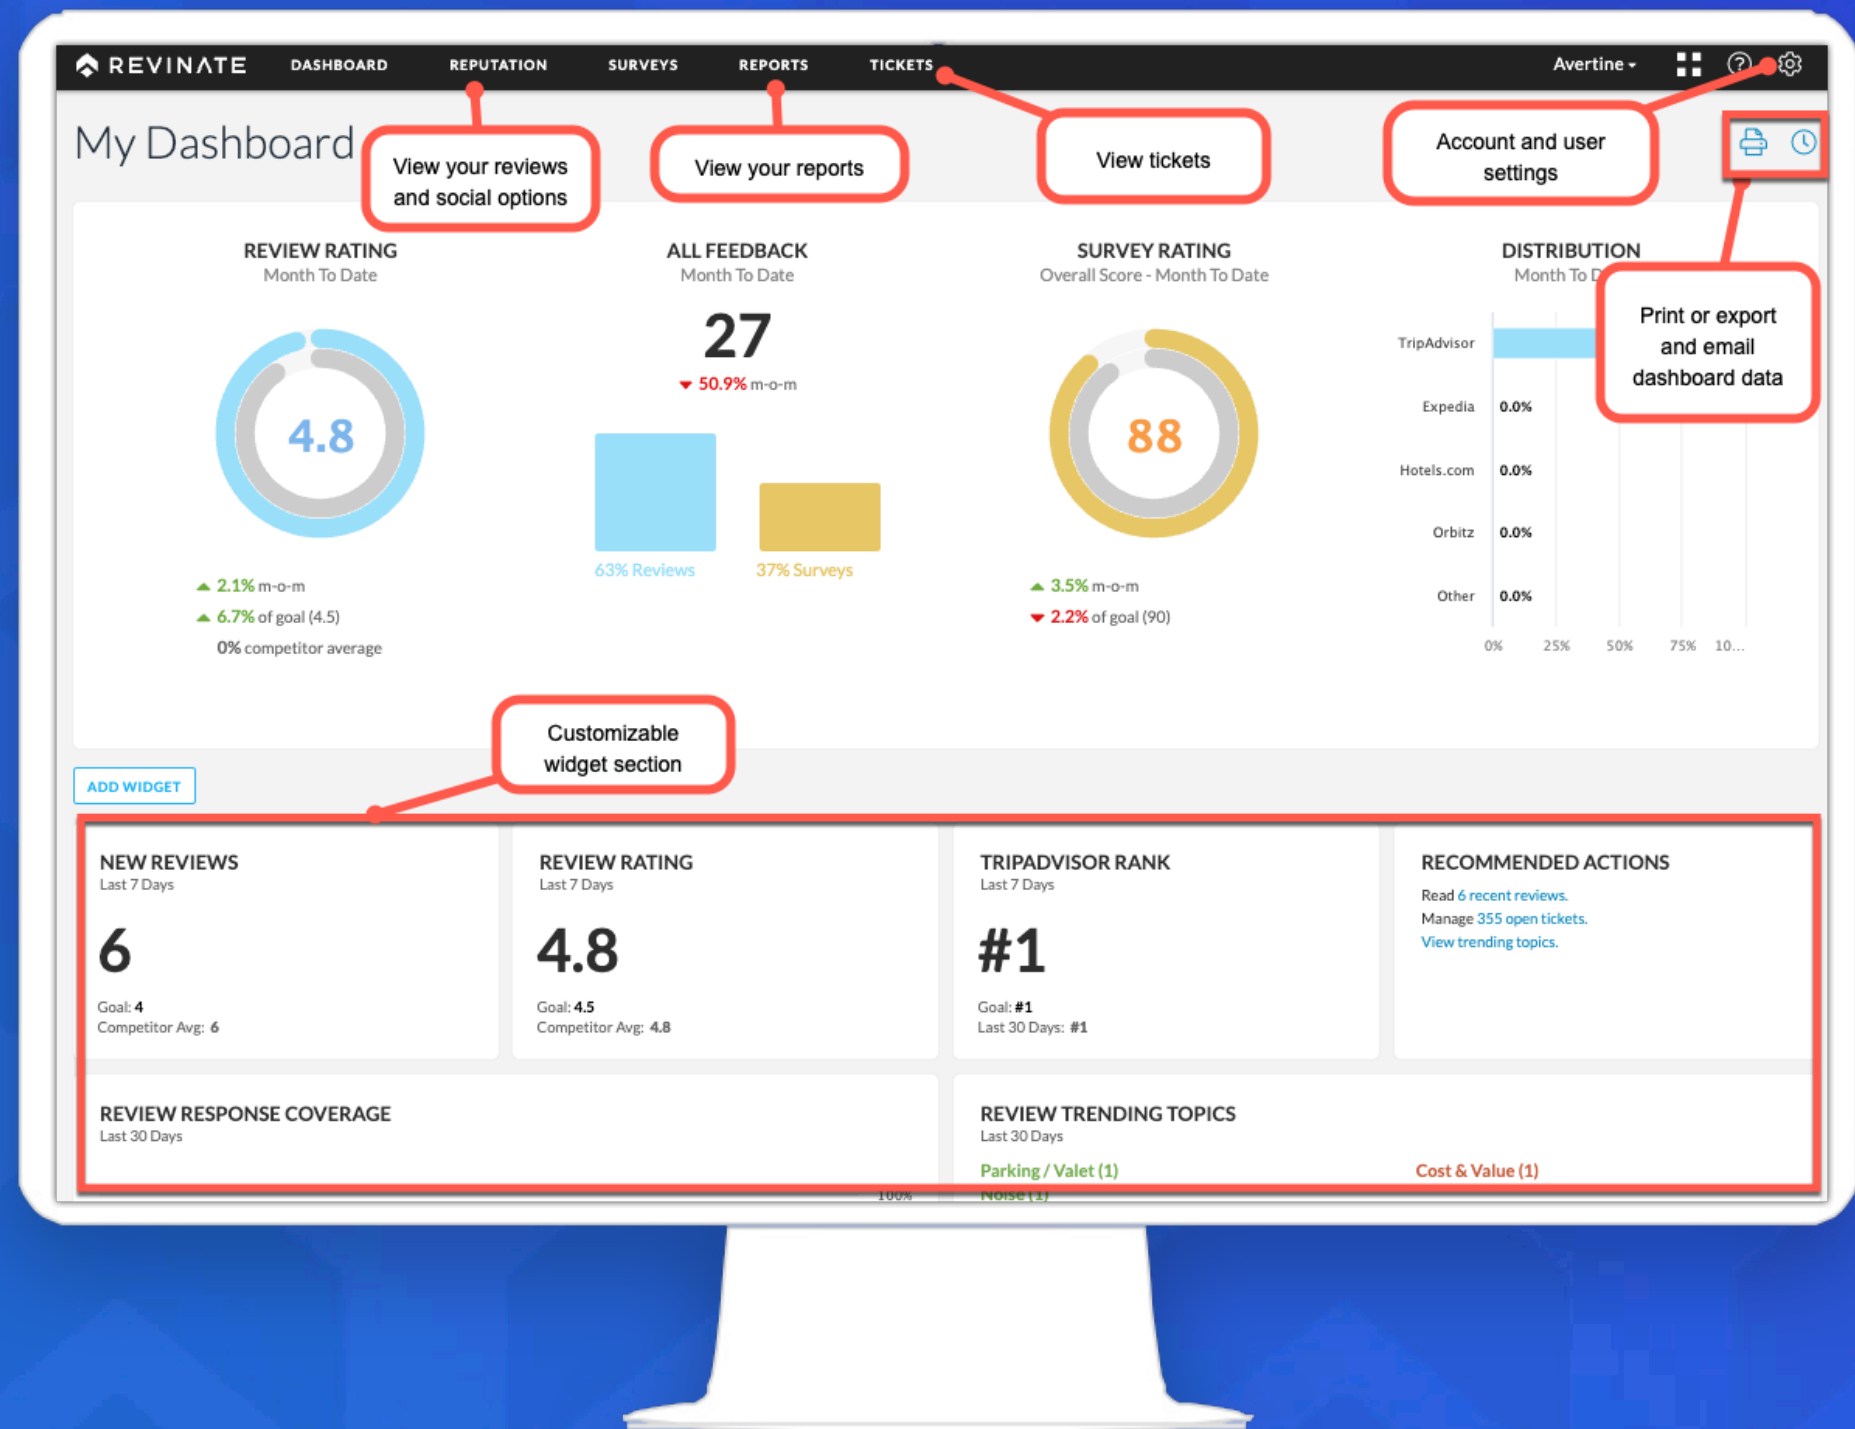 REVINATE DASHBOARD REPUTATION SURVEYS REPORTS TICKETS Avertine
My Dashboard
View your reviews
and social options
View your reports
View tickets
Account and user
settings
REVIEW RATING
Month To Date
4.8
2.1% m-o-m
6.7% of goal (4.5)
0% competitor average
ALL FEEDBACK
Month To Date
27
50.9% m-o-m
63% Reviews
37% Surveys
SURVEY RATING
Overall Score - Month To Date
88
3.5% m-o-m
2.2% of goal (90)
DISTRIBUTION
Month To D
Print or export
and email
dashboard data
TripAdvisor
Expedia 0.0%
Hotels.com 0.0%
Orbitz 0.0%
Other 0.0%
0% 25% 50% 75% 10...
Customizable
widget section
ADD WIDGET
NEW REVIEWS
Last 7 Days
6
Goal: 4
Competitor Avg: 6
REVIEW RATING
Last 7 Days
4.8
Goal: 4.5
Competitor Avg: 4.8
TRIPADVISOR RANK
Last 7 Days
#1
Goal: #1
Last 30 Days: #1
RECOMMENDED ACTIONS
Read 6 recent reviews.
Manage 355 open tickets.
View trending topics.
REVIEW RESPONSE COVERAGE
Last 30 Days
100%
REVIEW TRENDING TOPICS
Last 30 Days
Parking / Valet (1)
Noise (1)
Cost & Value (1)